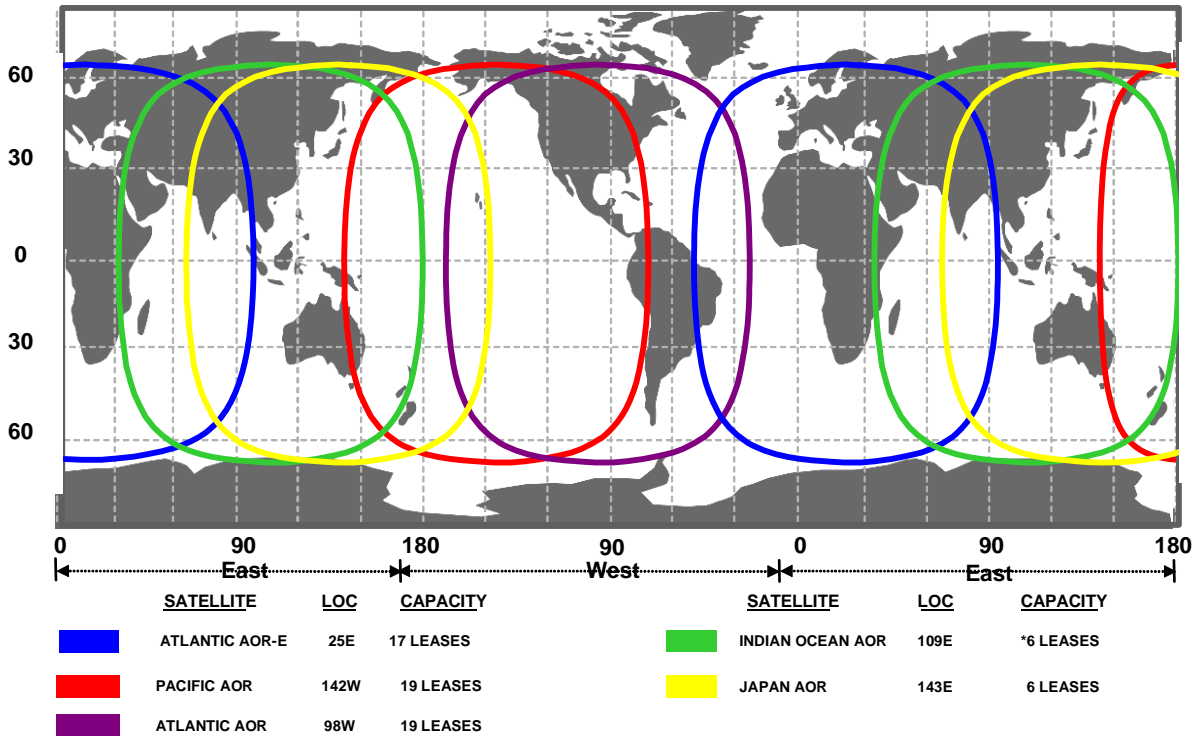 60
30
0
30
60
0 90 180 90 0 90 180
East West East
SATELLITE LOC CAPACITY SATELLITE LOC CAPACITY
ATLANTIC AOR-E 25E 17 LEASES INDIAN OCEAN AOR 109E *6 LEASES
PACIFIC AOR 142W 19 LEASES JAPAN AOR 143E 6 LEASES
ATLANTIC AOR 98W 19 LEASES